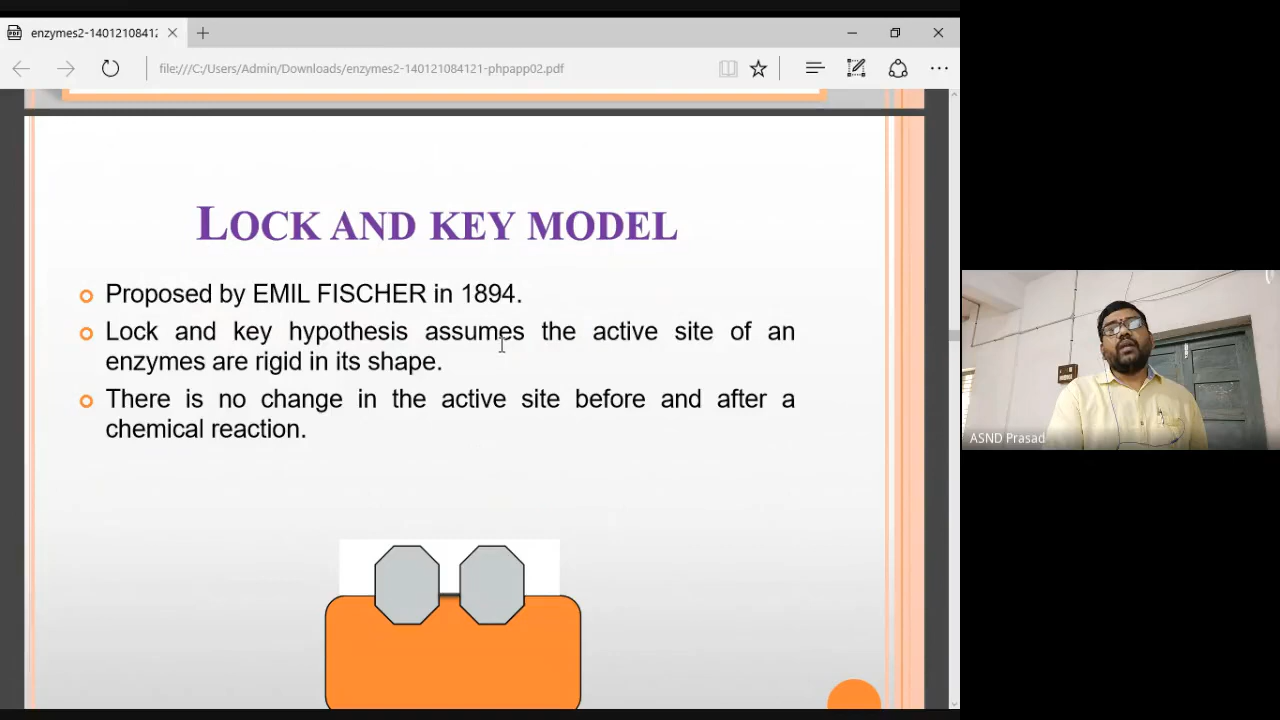 enzymes2-1401210841
file:///C:/Users/Admin/Downloads/enzymes2-140121084121-phpapp02.pdf
LOCK AND KEY MODEL
Proposed by EMIL FISCHER in 1894.
Lock and key hypothesis assumes the active site of an
enzymes are rigid in its shape.
There is no change in the active site before and after a
chemical reaction.
ASND Prasad